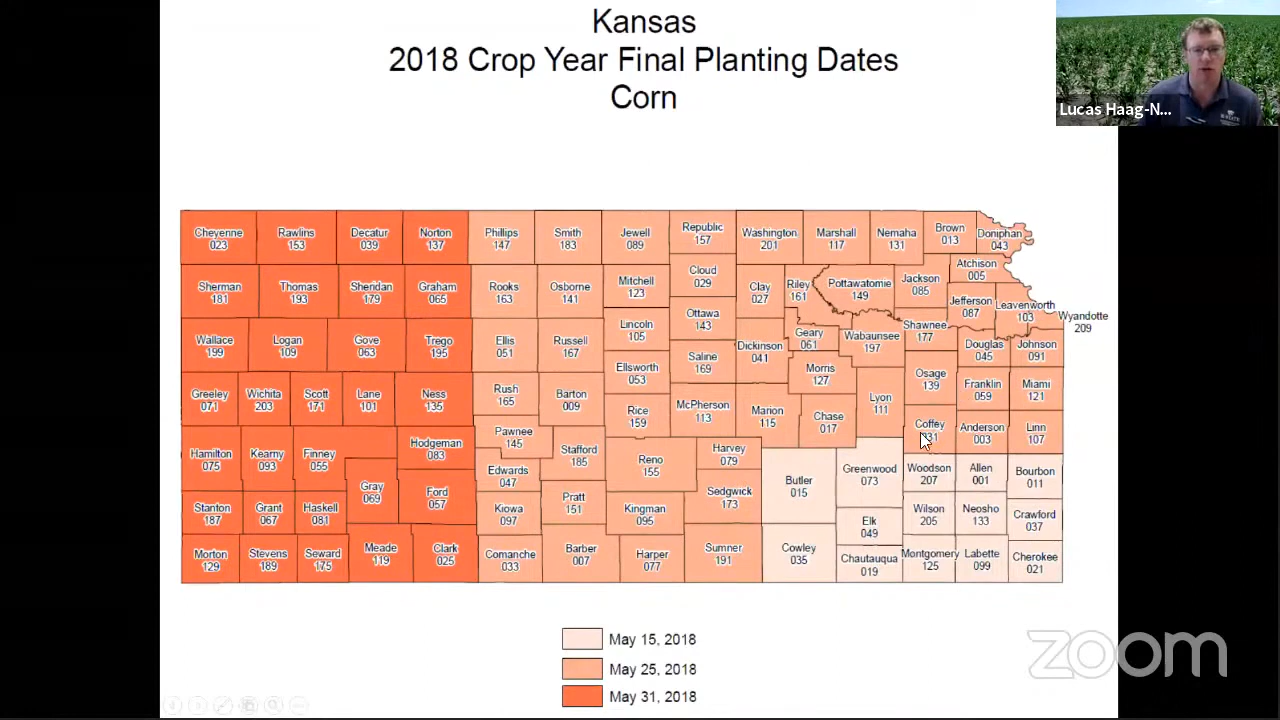 Kansas
2018 Crop Year Final Planting Dates
Corn
Lucas Haag-N...
Cheyenne
023
Rawlins
153
Decatur
039
Norton
137
Phillips
147
Smith
183
Jewell
089
Republic
157
Washington
201
Marshall
117
Nemaha
131
Brown
013
Doniphan
043
Atchison
005
Sherman
181
Thomas
193
Sheridan
179
Graham
065
Rooks
163
Osborne
141
Mitchell
123
Cloud
029
Clay
027
Riley
161
Pottawatomie
149
Jackson
085
Jefferson
087
Leavenworth
103
Wyandotte
209
Ottawa
143
Wallace
199
Logan
109
Gove
063
Trego
195
Ellis
051
Russell
167
Lincoln
105
Saline
169
Dickinson
041
Geary
061
Wabaunsee
197
Shawnee
177
Douglas
045
Johnson
091
Ellsworth
053
Morris
127
Osage
139
Franklin
059
Miami
121
Greeley
071
Wichita
203
Scott
171
Lane
101
Ness
135
Rush
165
Barton
009
Rice
159
McPherson
113
Marion
115
Chase
017
Lyon
111
Coffey
Anderson
003
Linn
107
Hamilton
075
Kearny
093
Finney
055
Hodgeman
083
Pawnee
145
Stafford
185
Reno
155
Harvey
079
Butler
015
Greenwood
073
Woodson
207
Allen
001
Bourbon
011
Gray
069
Ford
057
Edwards
047
Pratt
151
Sedgwick
173
Stanton
187
Grant
067
Haskell
081
Kiowa
097
Kingman
095
Elk
049
Wilson
205
Neosho
133
Crawford
037
Morton
129
Stevens
189
Seward
175
Meade
119
Clark
025
Comanche
033
Barber
007
Harper
077
Sumner
191
Cowley
035
Chautauqua
019
Montgomery
125
Labette
099
Cherokee
021
May 15, 2018
May 25, 2018
May 31, 2018
zoom